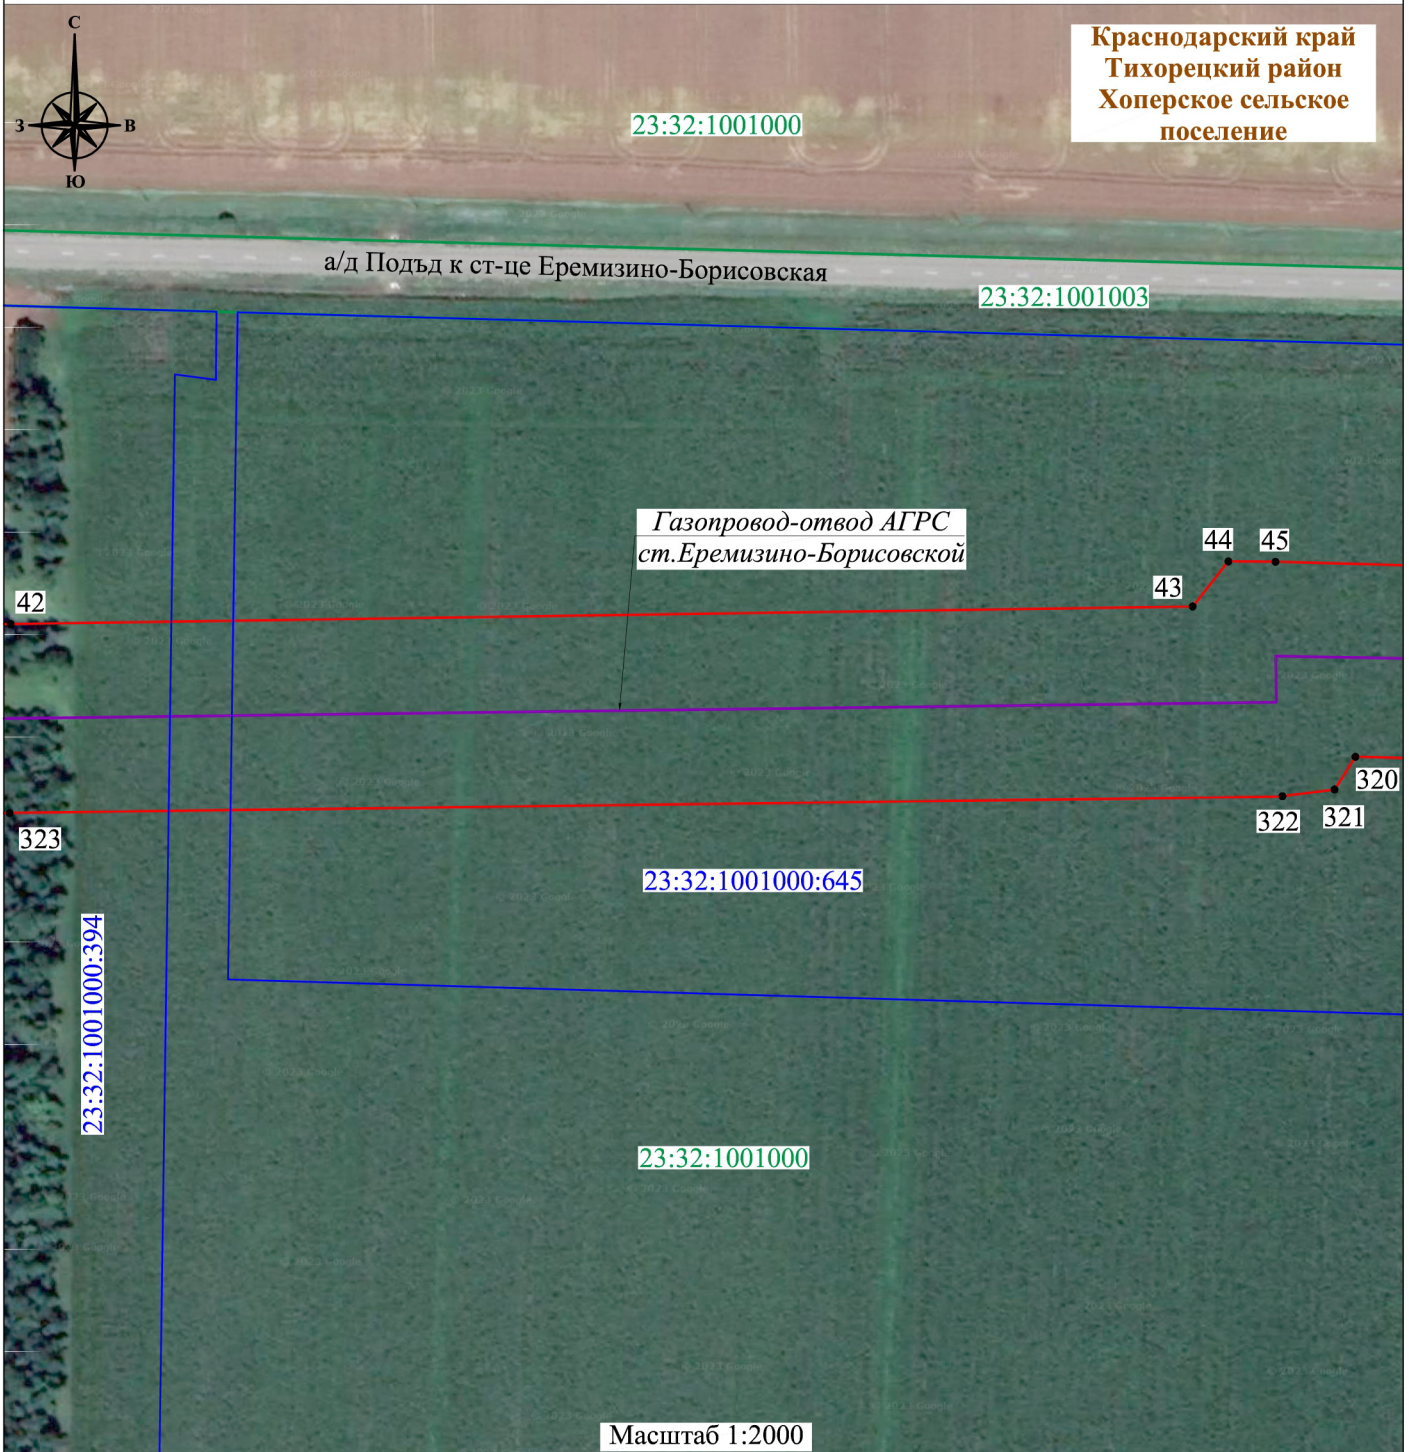 С
Краснодарский край
Тихорецкий район
Хоперское сельское
поселение
З
В
Ю
23:32:1001000
а/д Подъд к ст-це Еремизино-Борисовская
23:32:1001003
Газопровод-отвод АГРС
ст.Еремизино-Борисовской
44
45
43
42
320
321
322
323
23:32:1001000:645
23:32:1001000:394
23:32:1001000
Масштаб 1:2000